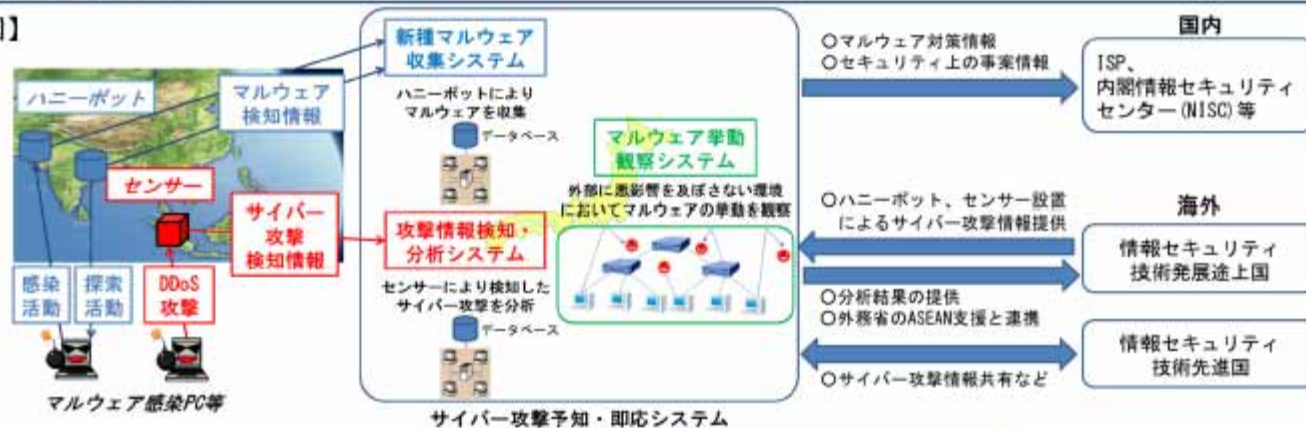 】
ハニーポット
マルウェア
検知情報
センサー
サイバー
攻撃
検知情報
感染
活動
探索
活動
DDoS
攻撃
マルウェア感染PC等
新種マルウェア
収集システム
ハニーポットにより
マルウェアを収集
データベース
攻撃情報検知・
分析システム
センサーにより検知した
サイバー攻撃を分析
データベース
マルウェア挙動
観察システム
外部に悪影響を及ぼさない環境
においてマルウェアの挙動を観察
サイバー攻撃予知・即応システム
○マルウェア対策情報
○セキュリティ上の事案情報
○ハニーポット、センサー設置
によるサイバー攻撃情報提供
○分析結果の提供
○外務省のASEAN支援と連携
○サイバー攻撃情報共有など
国内
ISP、
内閣情報セキュリティ
センター(NISC)等
海外
情報セキュリティ
技術発展途上国
情報セキュリティ
技術先進国